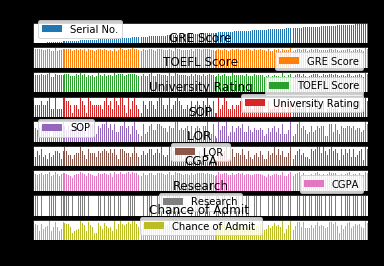 Serial No.
GRE Score
TOEFL Score
GRE Score
University Rating
TOEFL Score
SOP
University Rating
SOP
LOR
LOR
CGPA
Research
CGPA
Research
Chance of Admit
Chance of Admit